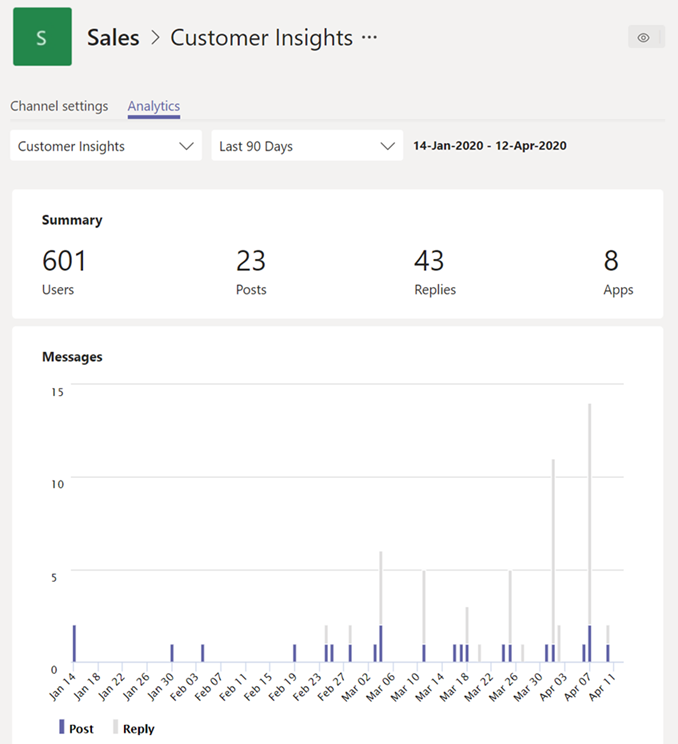 S
Sales > Customer Insights ···
Channel settings Analytics
Customer Insights Last 90 Days 14-Jan-2020 - 12-Apr-2020
Summary
601 23 43 8
Users Posts Replies Apps
Messages
15
10
5
0
Jan 14 Jan 18 Jan 22 Jan 26 Jan 30 Feb 03 Feb 07 Feb 11 Feb 15 Feb 19 Feb 23 Feb 27 Mar 02 Mar 06 Mar 10 Mar 14 Mar 18 Mar 22 Mar 26 Mar 30 Apr 03 Apr 07 Apr 11
Post Reply